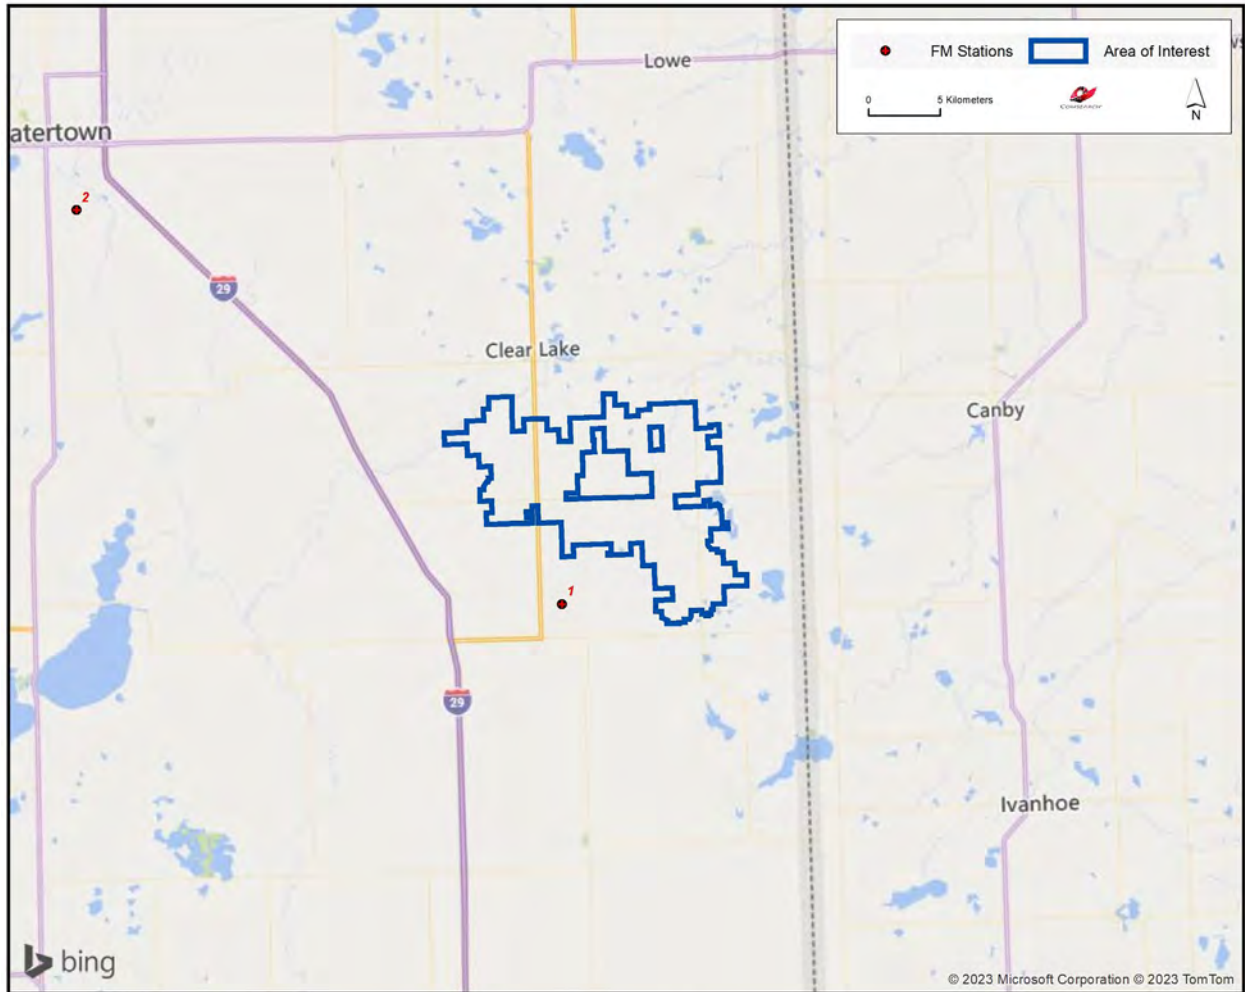 Lowe
FM Stations
Area of Interest
0
5 Kilometers
COMSEARCH
N
atertown
2
29
Clear Lake
Canby
1
29
Ivanhoe
bing
© 2023 Microsoft Corporation © 2023 TomTom